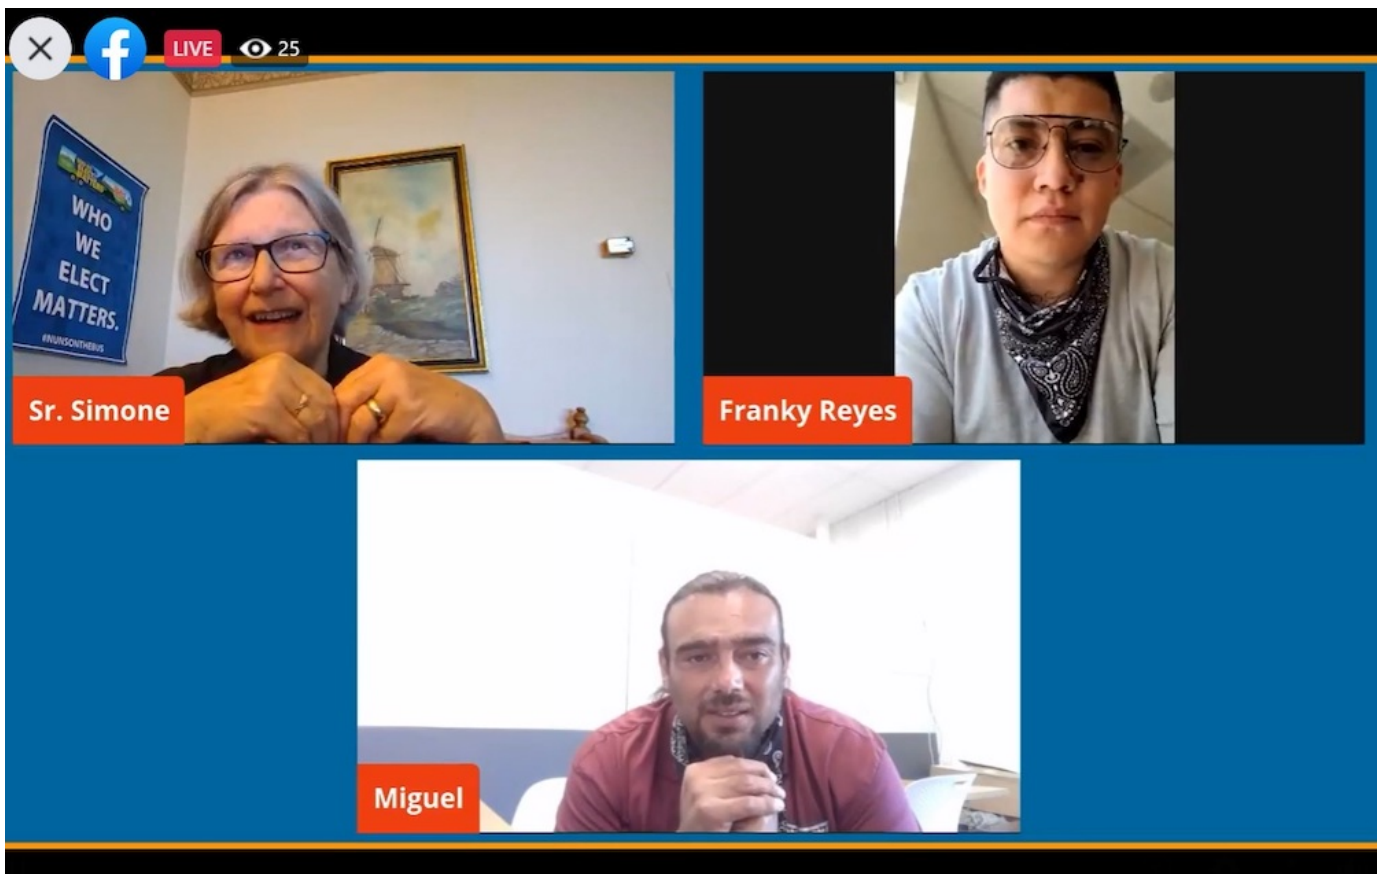 LIVE
25
WHO
WE
ELECT
MATTERS.
#NUNSONTHEBUS
Sr. Simone
Franky Reyes
Miguel